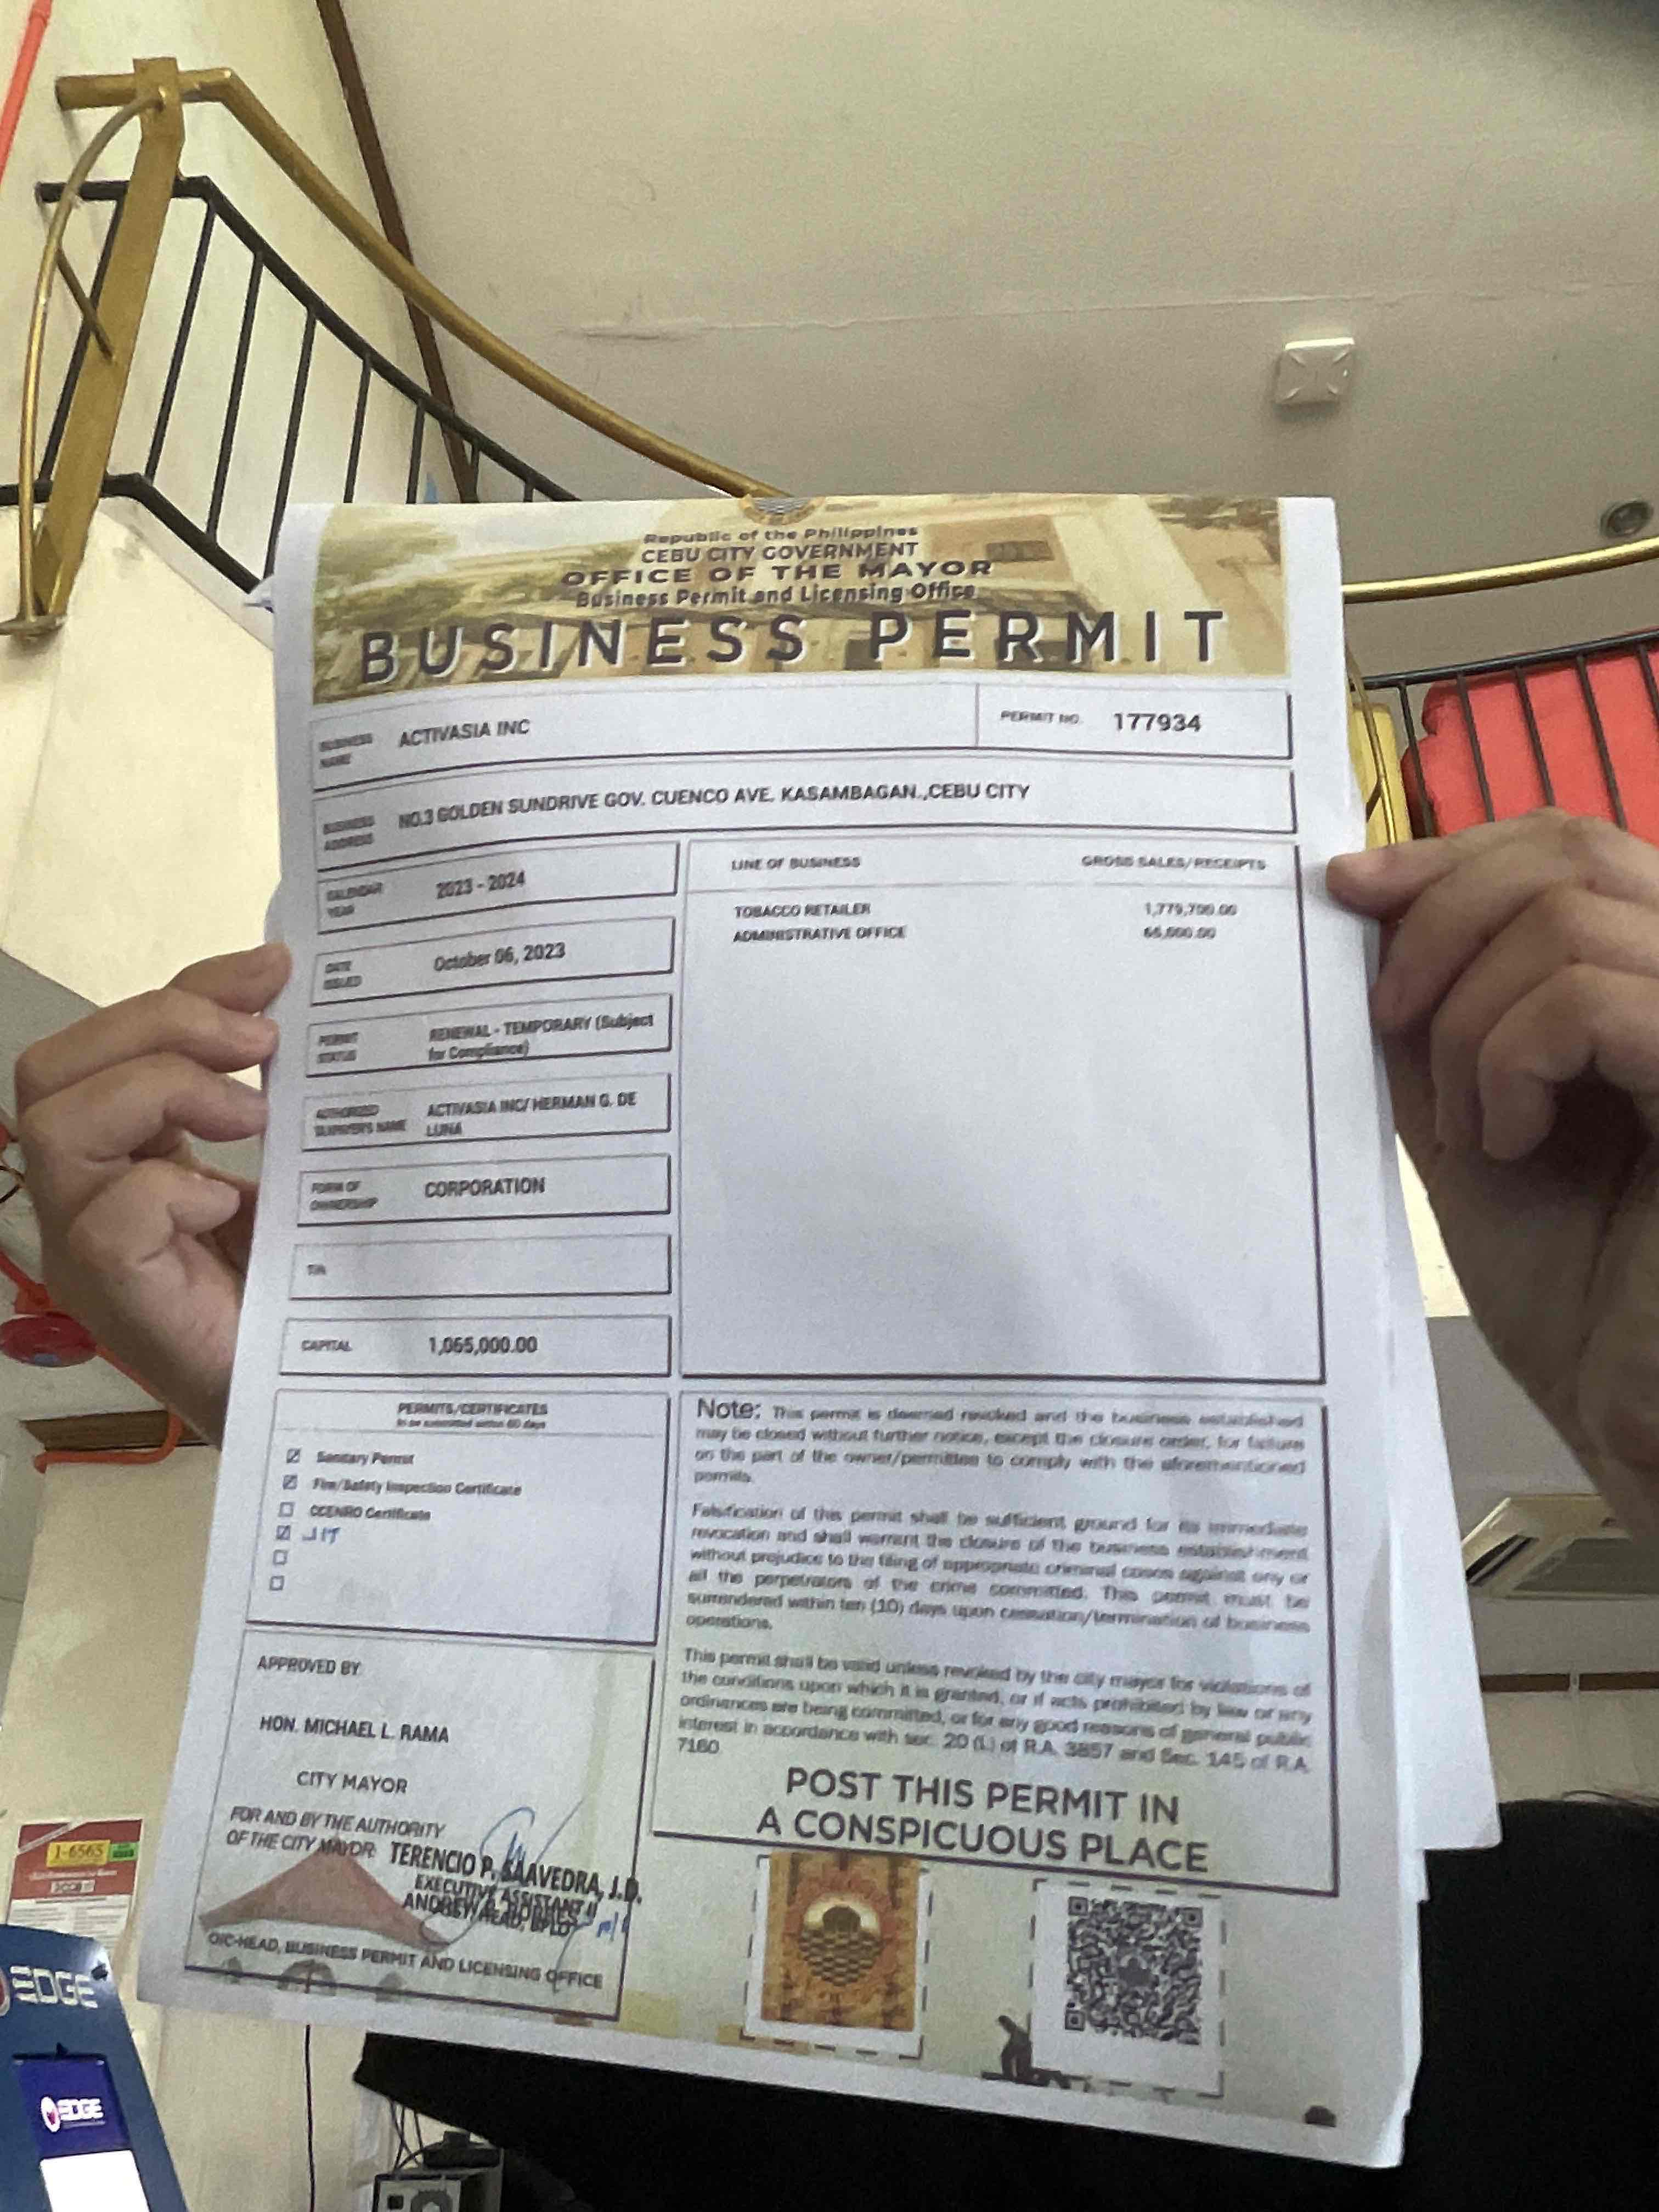 Republic of the Philippines
CEBU CITY GOVERNMENT
OFFICE OF THE MAYOR
Business Permit and Licensing Office
BUSINESS PERMIT
BUSINESS NAME ACTIVASIA INC
PERMIT NO. 177934
BUSINESS ADDRESS NO.3 GOLDEN SUNDRIVE GOV. CUENCO AVE. KASAMBAGAN.,CEBU CITY
CALENDAR YEAR 2023 - 2024
DATE ISSUED October 06, 2023
PERMIT STATUS RENEWAL - TEMPORARY (Subject
for Compliance)
AUTHORIZED TAXPAYER'S NAME ACTIVASIA INC/ HERMAN G. DE
LUNA
FORM OF OWNERSHIP CORPORATION
TIN
CAPITAL 1,065,000.00
LINE OF BUSINESS GROSS SALES/RECEIPTS
TOBACCO RETAILER 1,779,700.00
ADMINISTRATIVE OFFICE
PERMITS/CERTIFICATES
to be submitted within 60 days
Sanitary Permit
Fire/Safety Inspection Certificate
CCENRO Certificate
JIT
Note: This permit is deemed revoked and the business established
may be closed without further notice, except the closure order, for failure
on the part of the owner/permittee to comply with the aforementioned
permits.
Falsification of this permit shall be sufficient ground for its immediate
revocation and shall warrant the closure of the business establishment
without prejudice to the filing of appropriate criminal cases against any or
all the perpetrators of the crime committed. This permit must be
surrendered within ten (10) days upon cessation/termination of business
operations.
This permit shall be valid unless revoked by the city mayor for violations of
the conditions upon which it is granted, or if acts prohibited by law or any
ordinances are being committed, or for any good reasons of general public
interest in accordance with sec. 20 (L) of R.A. 3857 and Sec. 145 of R.A.
7160
POST THIS PERMIT IN
A CONSPICUOUS PLACE
APPROVED BY
HON. MICHAEL L. RAMA
CITY MAYOR
FOR AND BY THE AUTHORITY
OF THE CITY MAYOR: TERENCIO P. SAAVEDRA, J.D.
EXECUTIVE ASSISTANT II
HEAD, BPLO
OIC-HEAD, BUSINESS PERMIT AND LICENSING OFFICE
1-6565
EDGE
EDGE